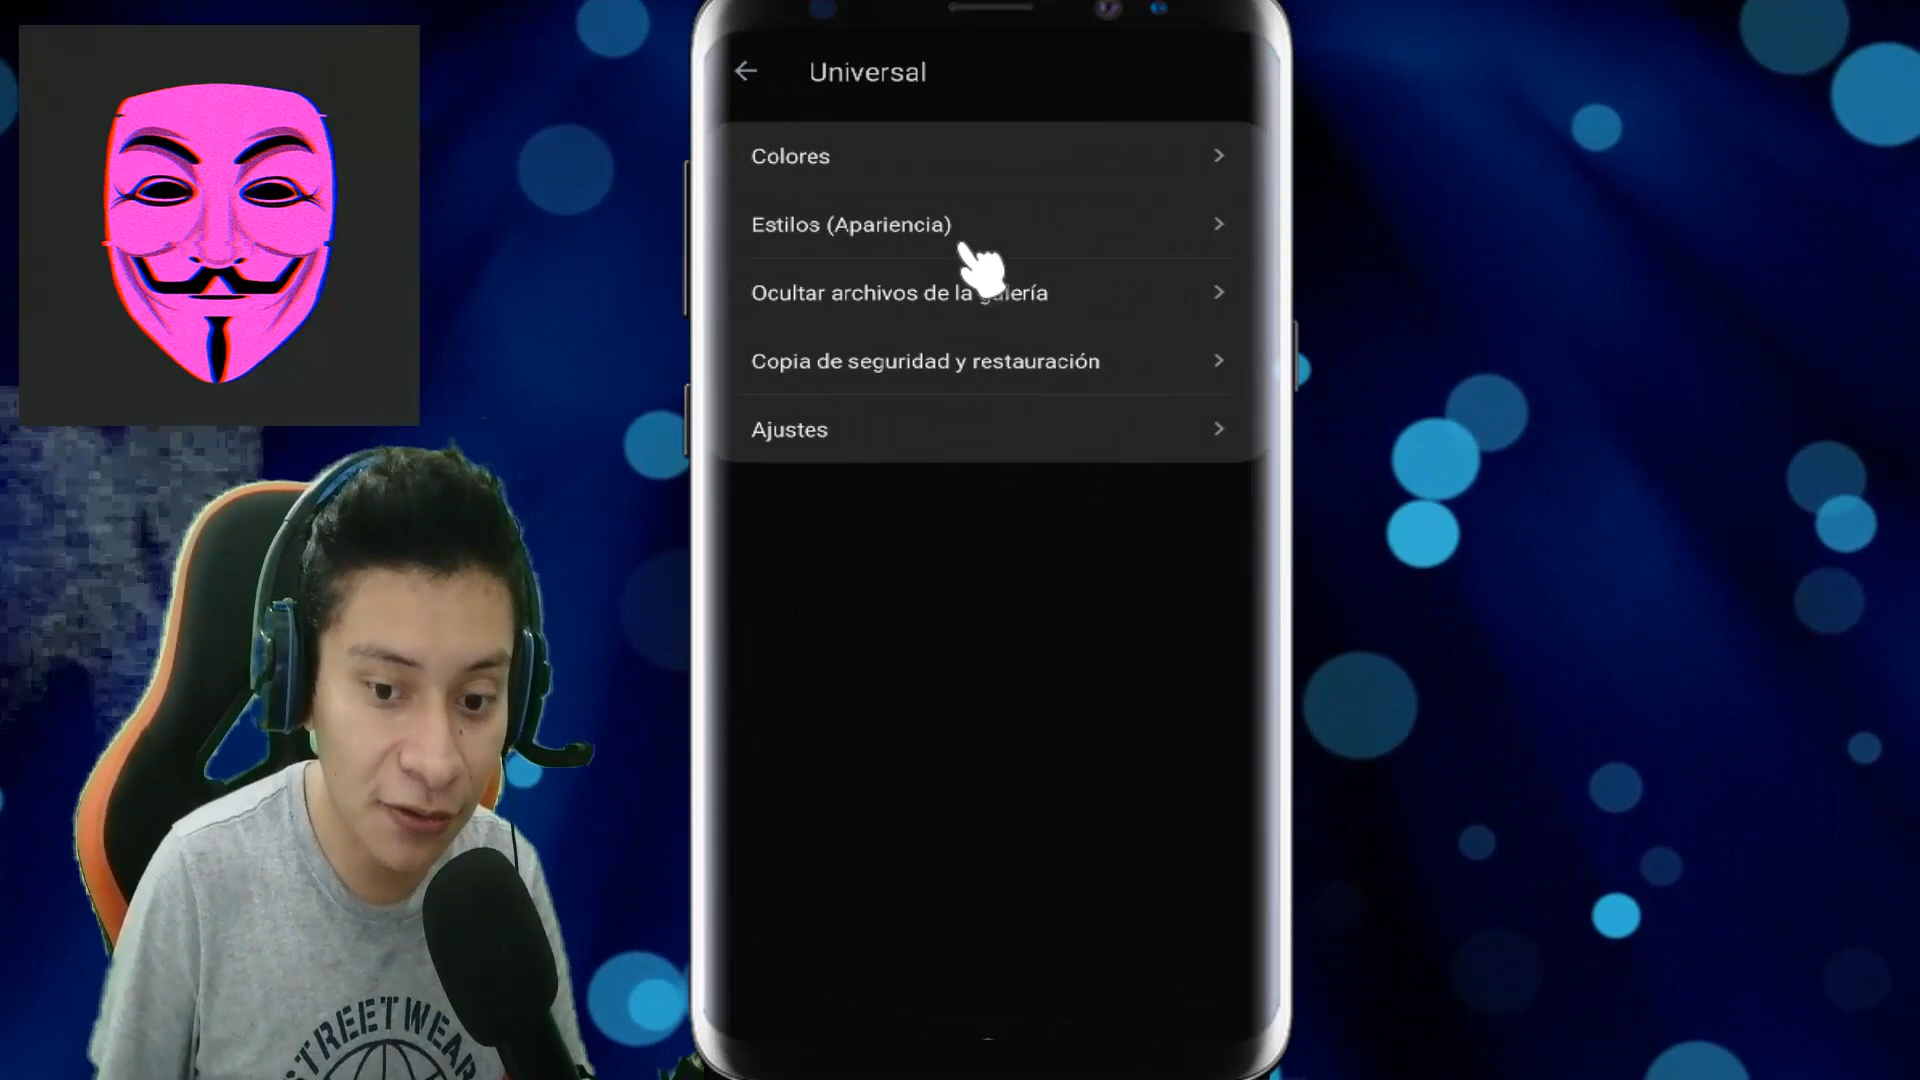 Universal
Colores
Estilos (Apariencia)
Ocultar archivos de la galería
Copia de seguridad y restauración
Ajustes
STREETWEAR